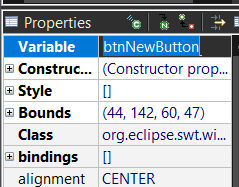 Properties
Variable btnNewButton
Construc... (Constructor prop...
Style []
Bounds (44, 142, 60, 47)
Class org.eclipse.swt.wi...
bindings []
alignment CENTER